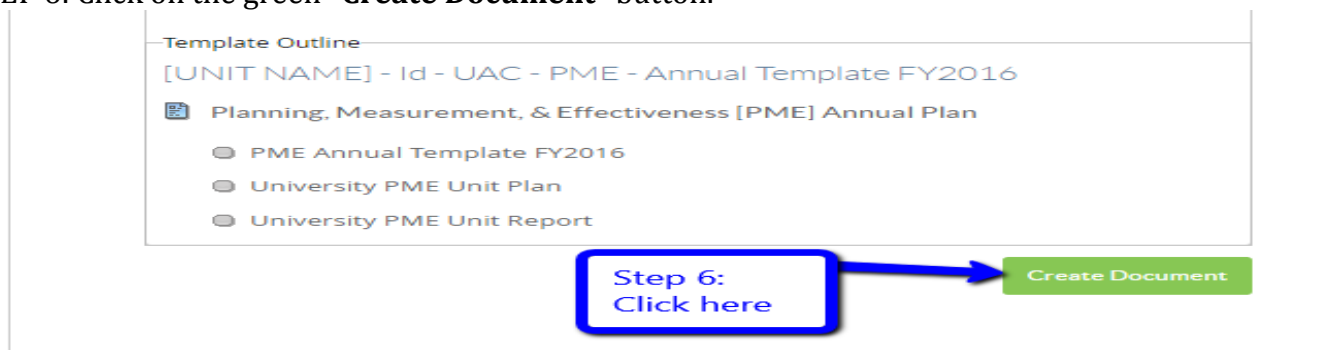 EP 6: Click on the green "Create Document" button.
Template Outline
[UNIT NAME] - Id - UAC - PME - Annual Template FY2016
Planning, Measurement, & Effectiveness [PME] Annual Plan
PME Annual Template FY2016
University PME Unit Plan
University PME Unit Report
Step 6:
Click here
Create Document